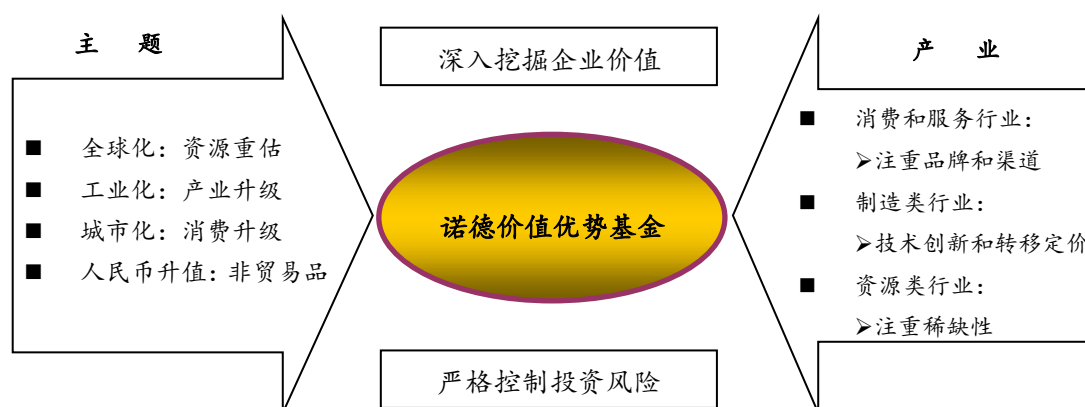 主 题
■ 全球化：资源重估
■ 工业化：产业升级
■ 城市化：消费升级
■ 人民币升值：非贸易品
深入挖掘企业价值
诺德价值优势基金
严格控制投资风险
产 业
■ 消费和服务行业：
➢注重品牌和渠道
■ 制造类行业：
➢技术创新和转移定价
■ 资源类行业：
➢注重稀缺性